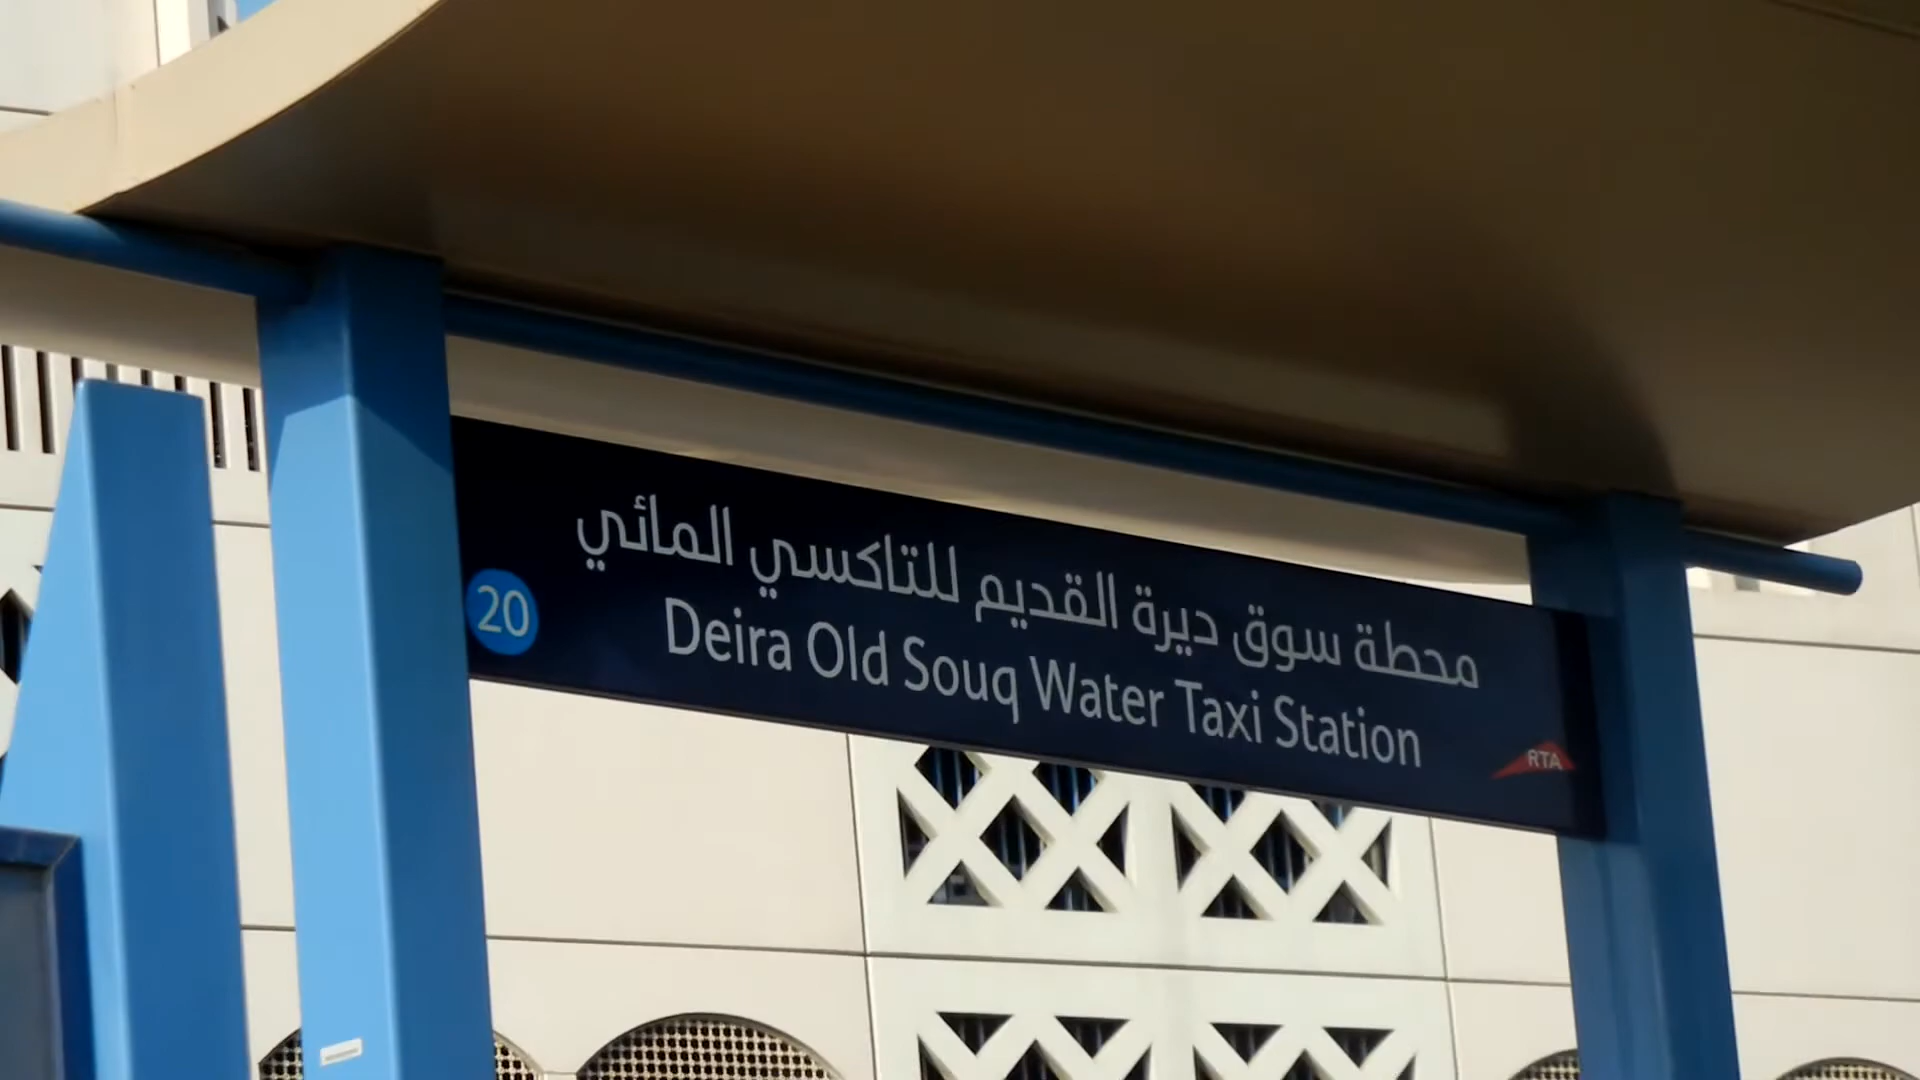 محطة سوق ديرة القديم للتاكسي المائي
20
Deira Old Souq Water Taxi Station
RTA